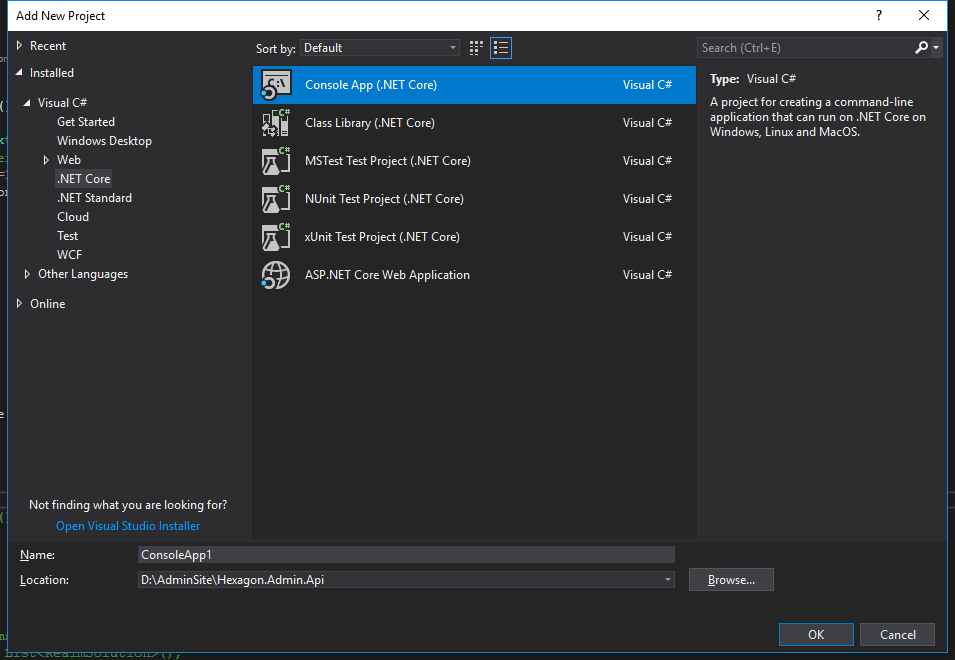 Add New Project
?
Recent
Sort by: Default
Search (Ctrl+E)
Installed
Visual C#
Get Started
Windows Desktop
Web
.NET Core
.NET Standard
Cloud
Test
WCF
Other Languages
Online
Console App (.NET Core) Visual C#
Class Library (.NET Core) Visual C#
MSTest Test Project (.NET Core) Visual C#
NUnit Test Project (.NET Core) Visual C#
xUnit Test Project (.NET Core) Visual C#
ASP.NET Core Web Application Visual C#
Type: Visual C#
A project for creating a command-line
application that can run on .NET Core on
Windows, Linux and MacOS.
Not finding what you are looking for?
Open Visual Studio Installer
Name: ConsoleApp1
Location: D:\AdminSite\Hexagon.Admin.Api
Browse...
OK Cancel
List<RealmSolution>();